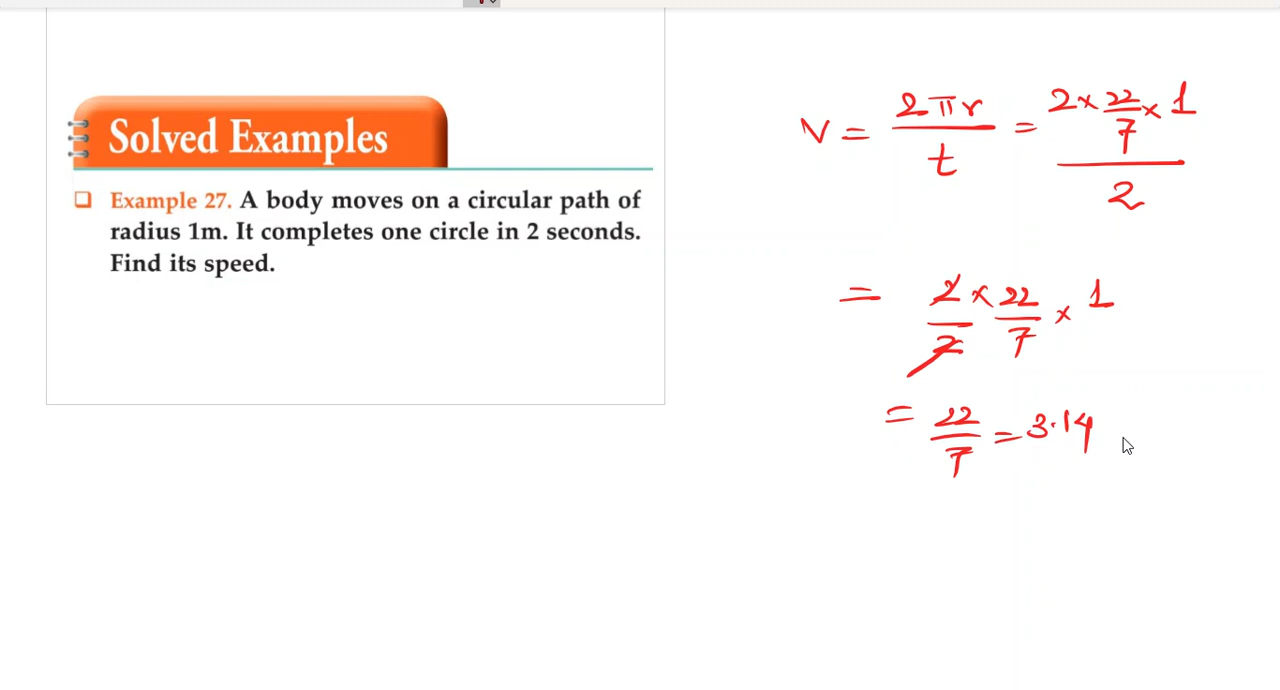 Solved Examples
Example 27. A body moves on a circular path of
radius 1m. It completes one circle in 2 seconds.
Find its speed.
V = 2πr/t = (2 × 22/7 × 1)/2
= 2/2 × 22/7 × 1
= 22/7 = 3.14